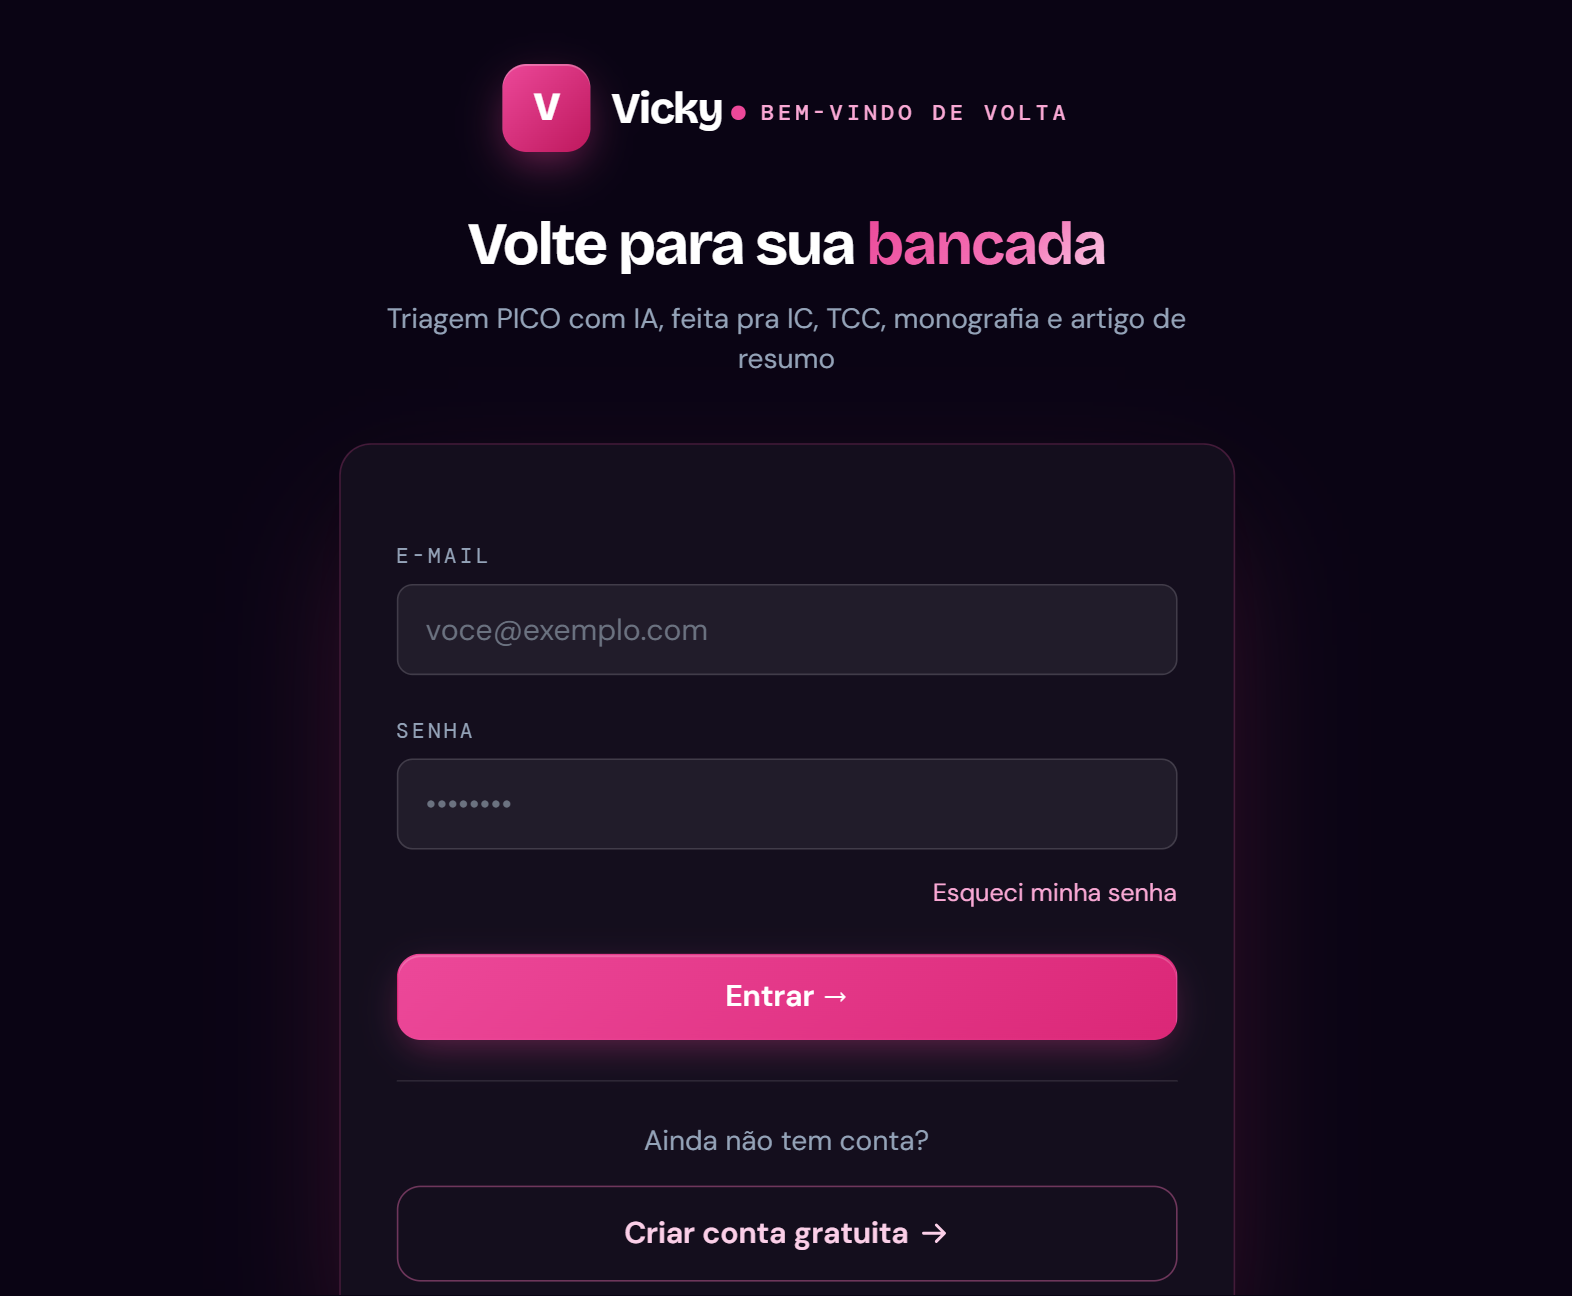 V
Vicky BEM-VINDO DE VOLTA
Volte para sua bancada
Triagem PICO com IA, feita pra IC, TCC, monografia e artigo de
resumo
E-MAIL
voce@exemplo.com
SENHA
••••••••
Esqueci minha senha
Entrar →
Ainda não tem conta?
Criar conta gratuita →